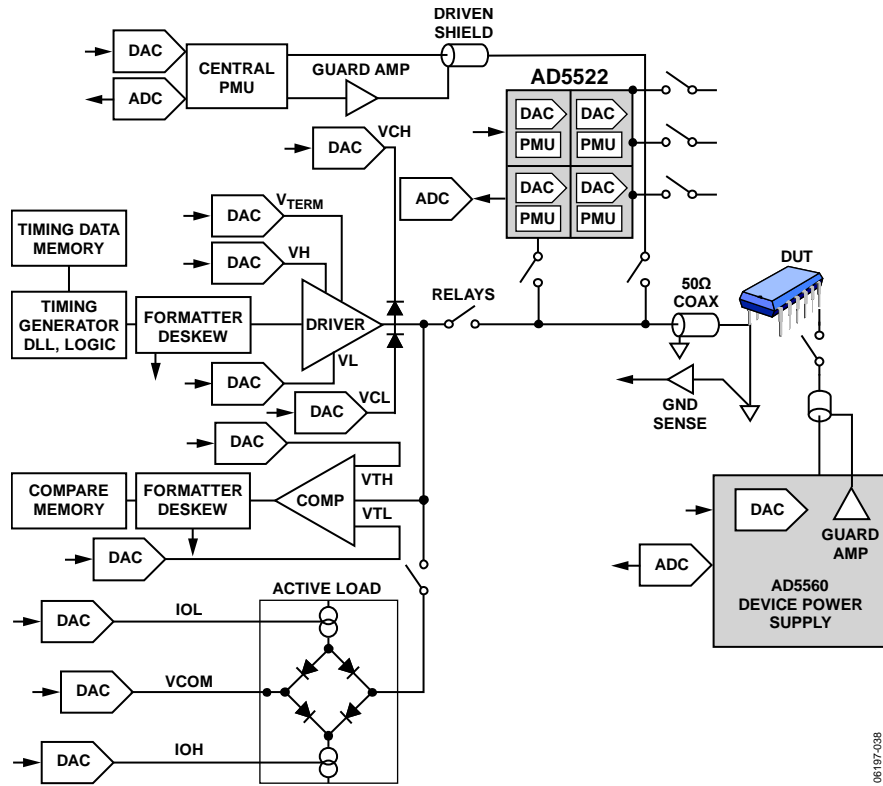 DRIVEN
SHIELD
DAC
CENTRAL
PMU
ADC
GUARD AMP
AD5522
DAC
DAC
PMU
PMU
DAC
DAC
PMU
PMU
ADC
DAC
VCH
DAC
VTERM
DAC
VH
TIMING DATA
MEMORY
TIMING
GENERATOR
DLL, LOGIC
FORMATTER
DESKEW
DRIVER
RELAYS
50Ω
COAX
DUT
VL
DAC
DAC
VCL
GND
SENSE
DAC
VTH
COMPARE
MEMORY
FORMATTER
DESKEW
COMP
VTL
DAC
DAC
GUARD
AMP
ADC
AD5560
DEVICE POWER
SUPPLY
ACTIVE LOAD
DAC
IOL
DAC
VCOM
DAC
IOH
06197-038